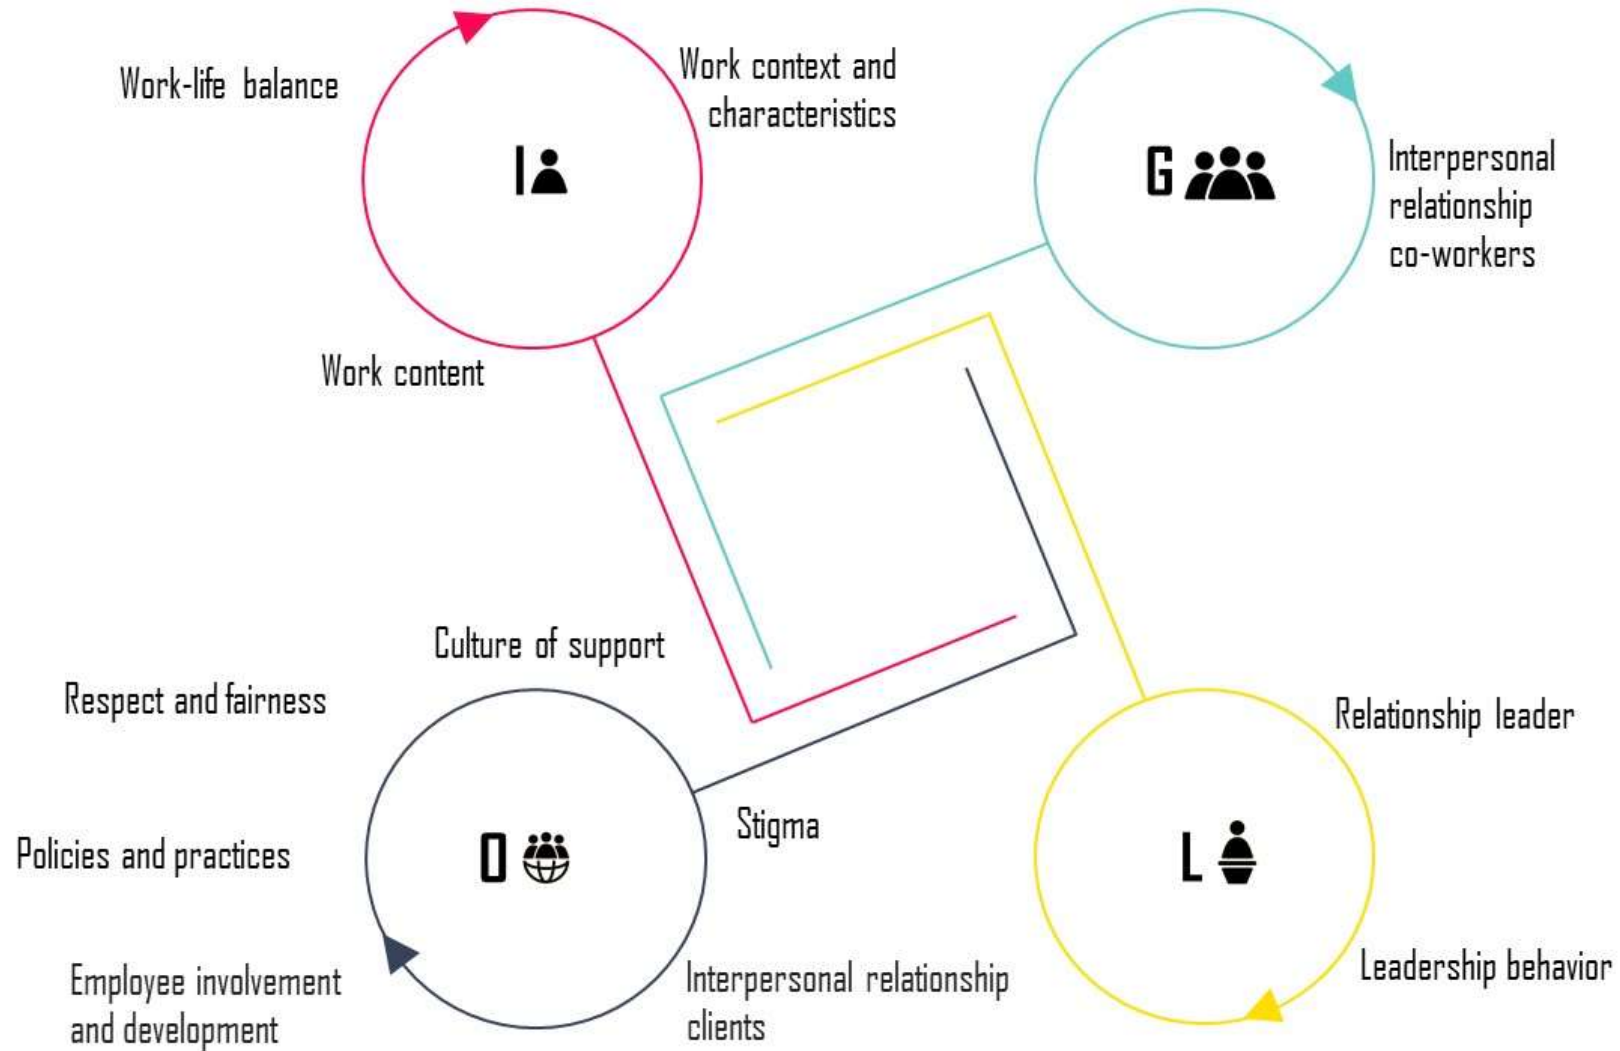 Work-life balance
Work context and
characteristics
I
Work content
G
Interpersonal
relationship
co-workers
Culture of support
Respect and fairness
Policies and practices
Employee involvement
and development
O
Stigma
Interpersonal relationship
clients
Relationship leader
L
Leadership behavior